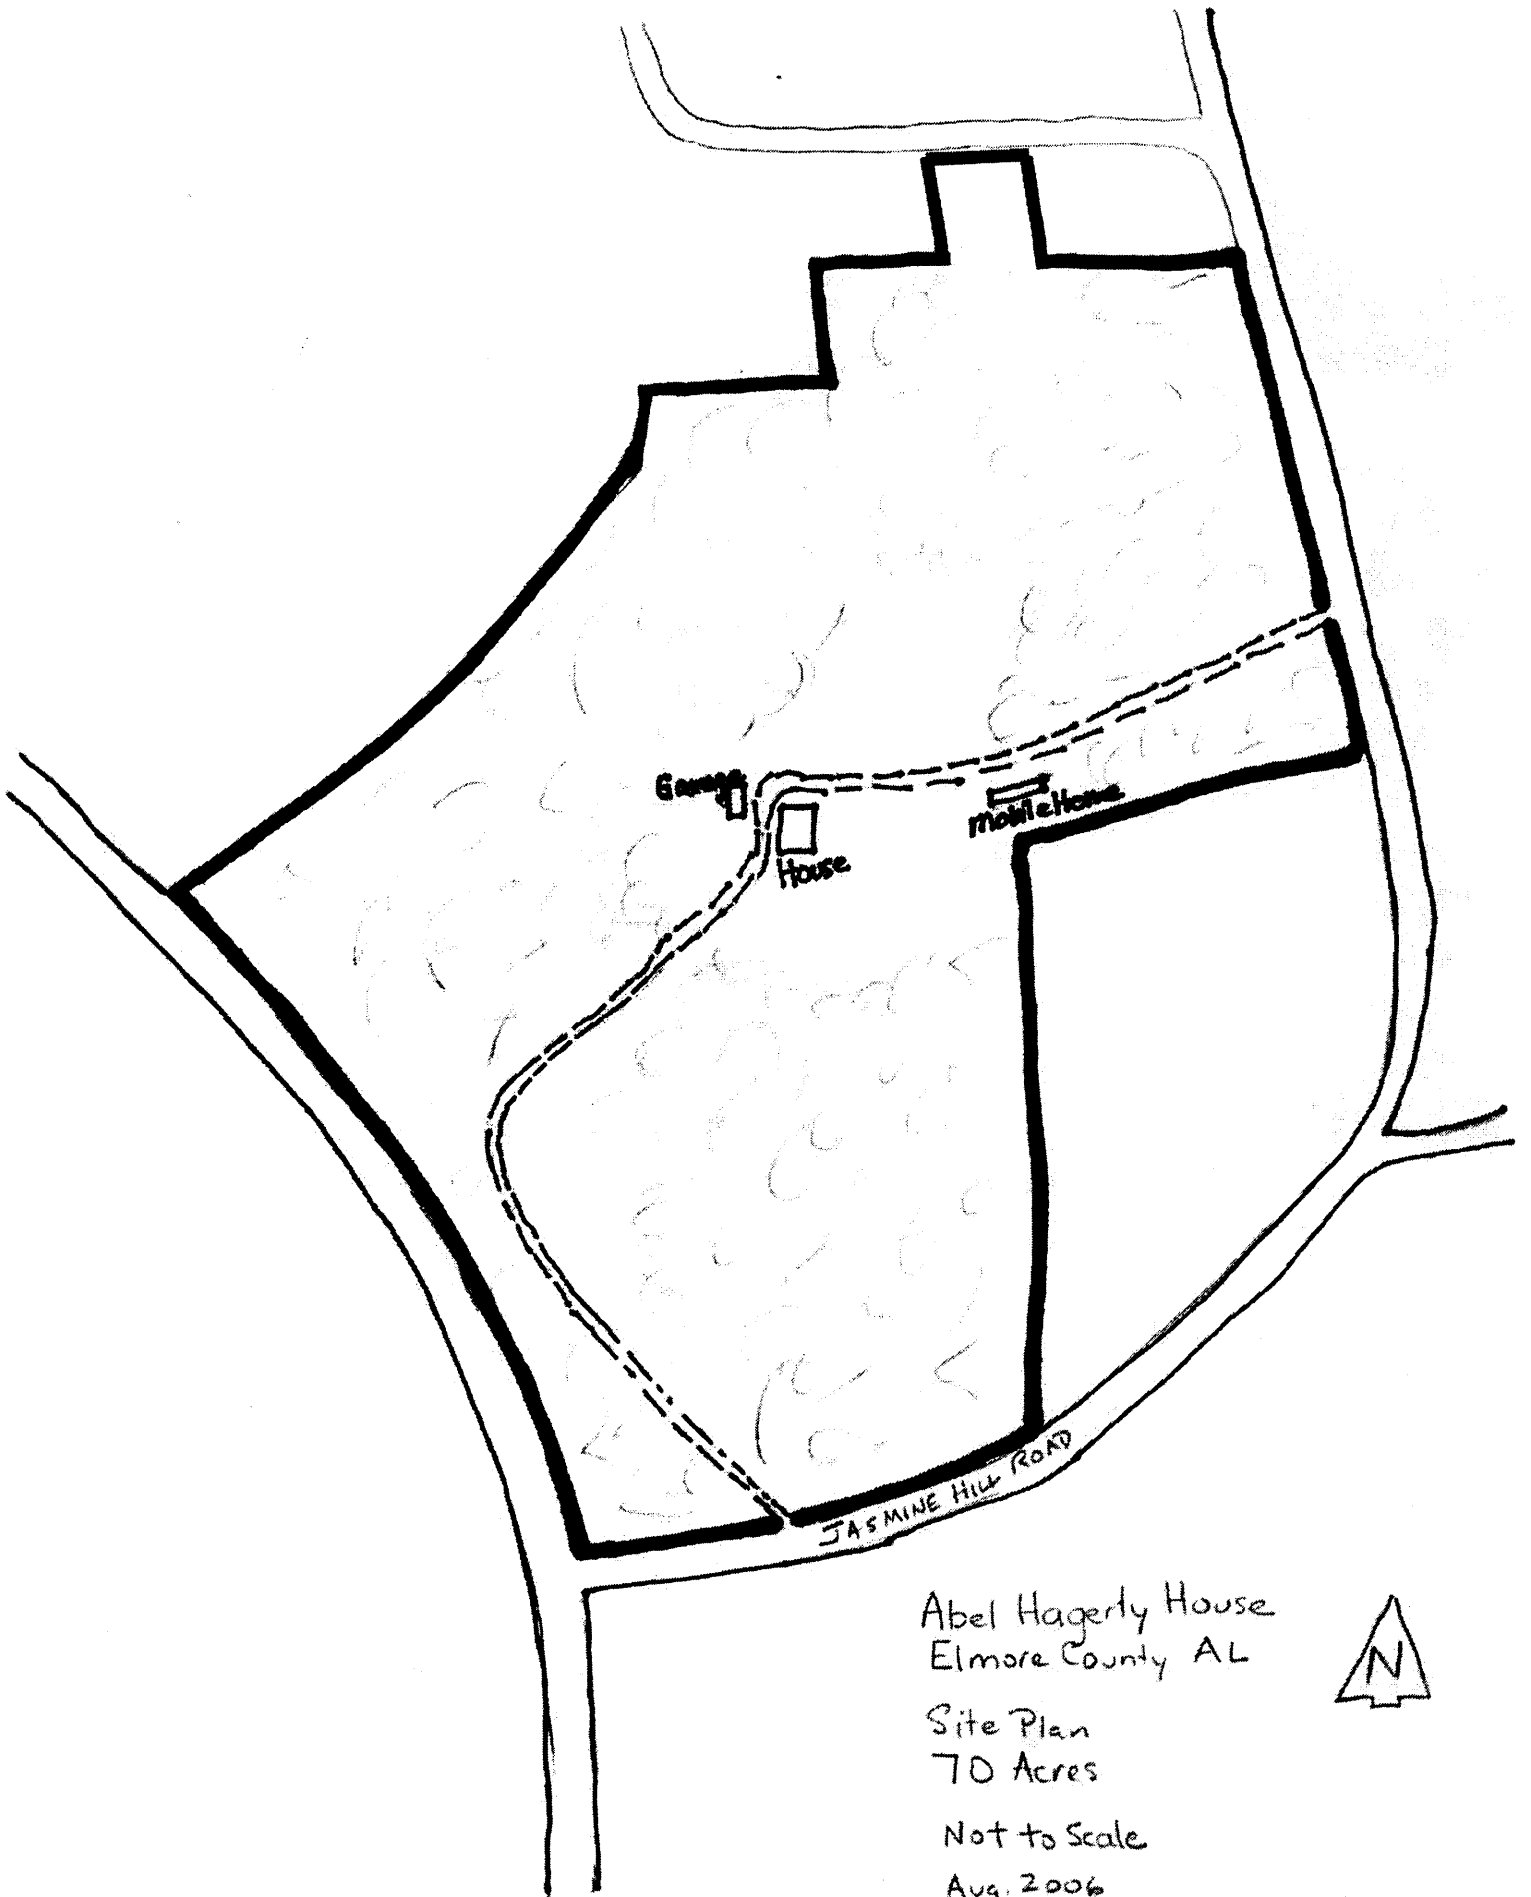 Garage
House
Mobile Home
JASMINE HILL ROAD
Abel Hagerty House
Elmore County AL
N
Site Plan
70 Acres
Not to Scale
Aug. 2006